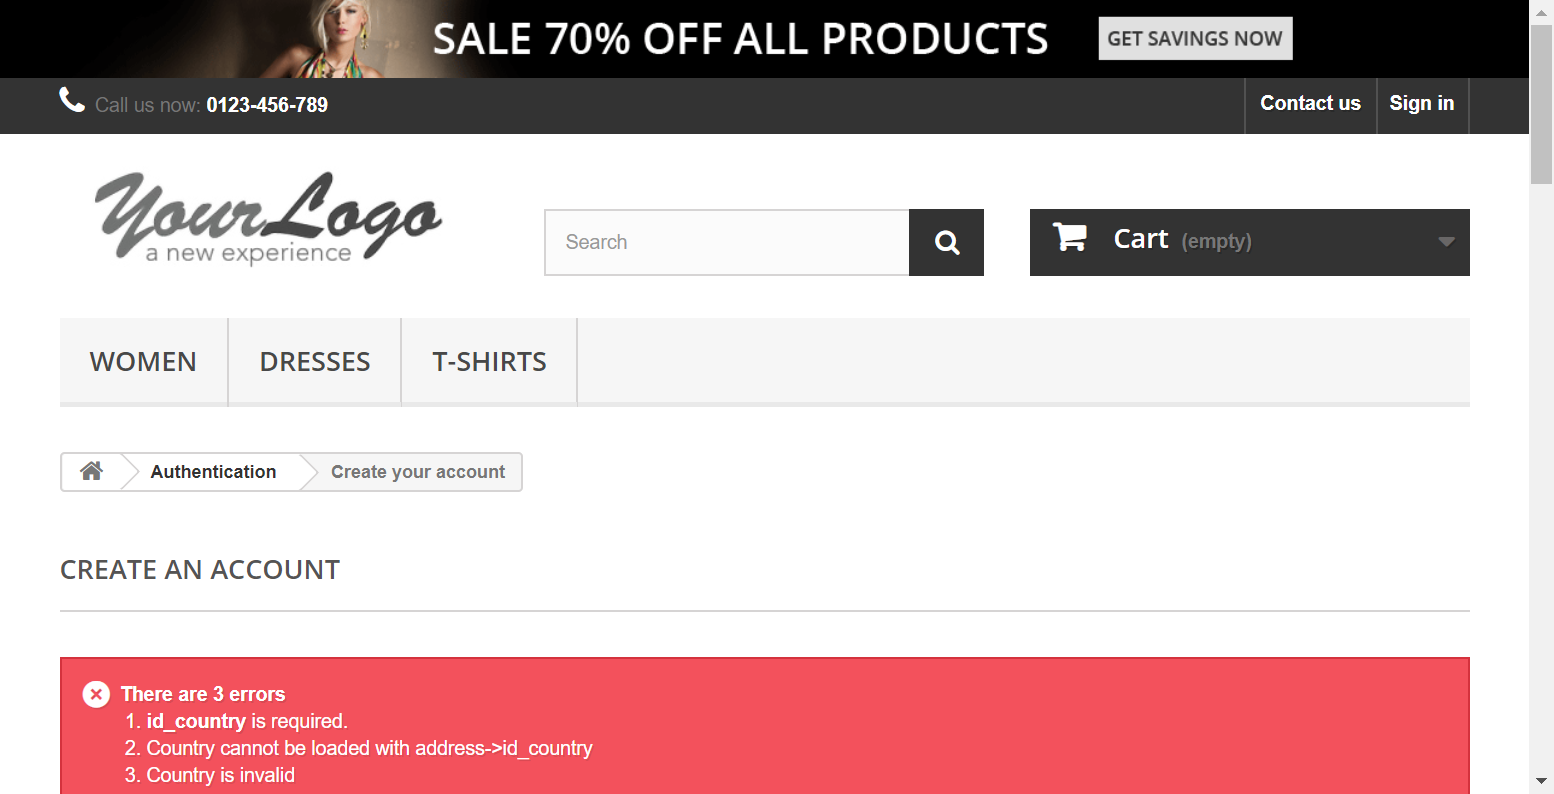 SALE 70% OFF ALL PRODUCTS GET SAVINGS NOW
Call us now: 0123-456-789 Contact us Sign in
YourLogo
a new experience
Search
Cart (empty)
WOMEN DRESSES T-SHIRTS
Authentication Create your account
CREATE AN ACCOUNT
There are 3 errors
1. id_country is required.
2. Country cannot be loaded with address->id_country
3. Country is invalid